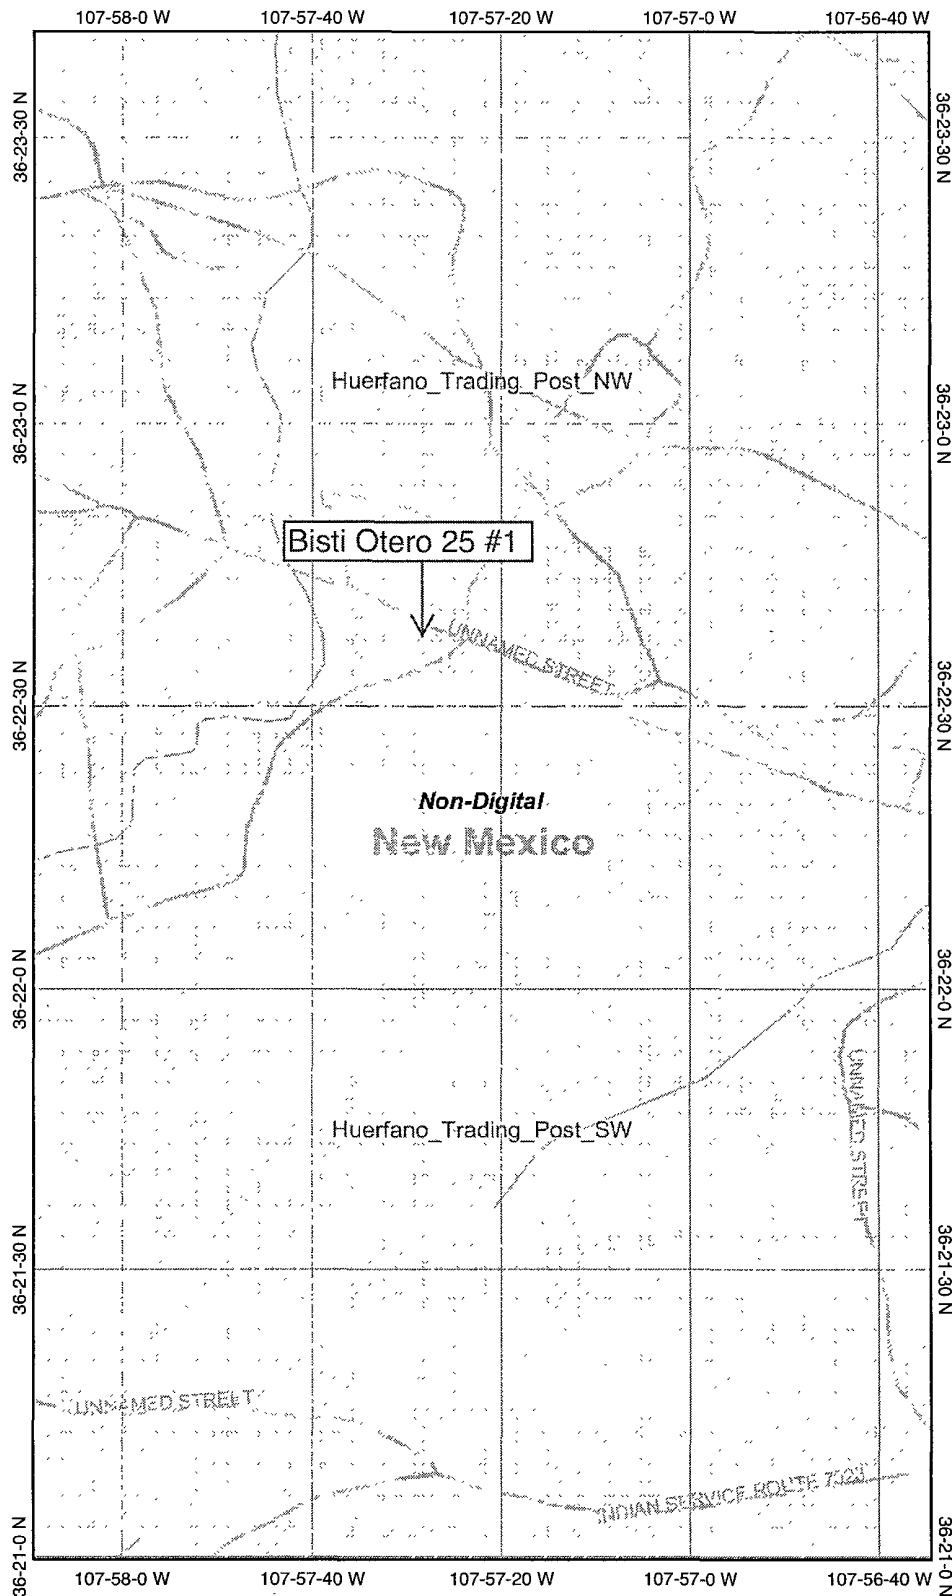 107-58-0 W 107-57-40 W 107-57-20 W 107-57-0 W 107-56-40 W
36-23-30 N 36-23-30 N
Huerfano_Trading_Post_NW
36-23-0 N 36-23-0 N
Bisti Otero 25 #1
UNNAMED STREET
36-22-30 N 36-22-30 N
Non-Digital
New Mexico
36-22-0 N 36-22-0 N
UNNAMED STREET
Huerfano_Trading_Post_SW
36-21-30 N 36-21-30 N
UNNAMED STREET
INDIAN SERVICE ROUTE 7023
36-21-0 N 36-21-0 N
107-58-0 W 107-57-40 W 107-57-20 W 107-57-0 W 107-56-40 W